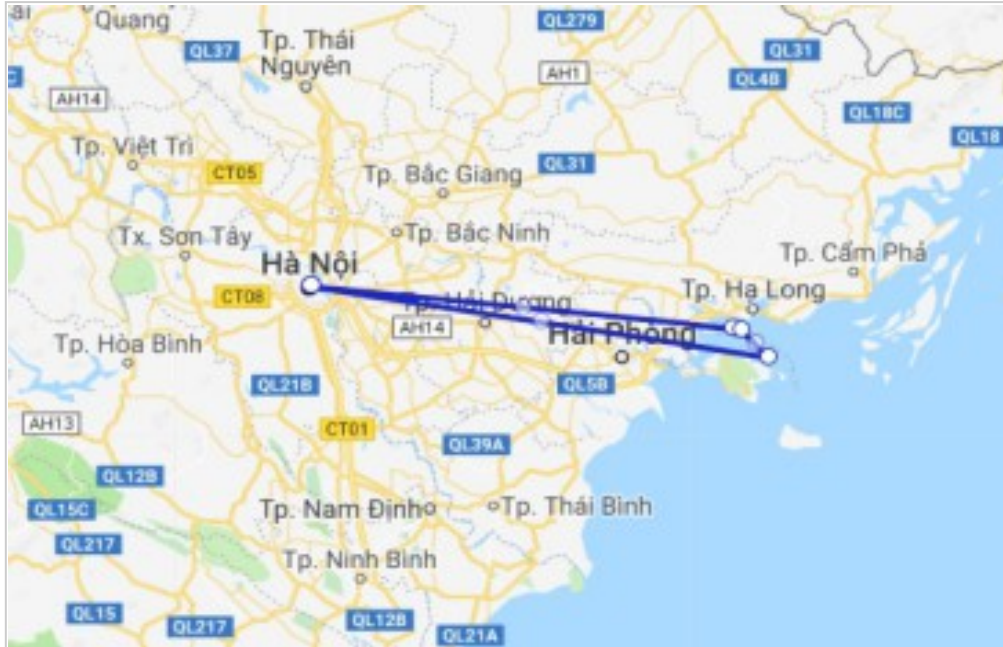 Quang
QL279
QL31
QL37
Tp. Thái
Nguyên
AH1
QL4B
AH14
QL18C
QL18
Tp. Việt Trì
CT05
Tp. Bắc Giang
QL31
Tx. Sơn Tây
Tp. Bắc Ninh
Tp. Cẩm Phả
Hà Nội
CT08
Tp. Hải Dương
Tp. Hạ Long
AH14
Hải Phòng
Tp. Hòa Bình
QL21B
QL5B
AH13
CT01
QL39A
QL12B
QL15C
Tp. Nam Định
Tp. Thái Bình
QL217
Tp. Ninh Bình
QL15
QL217
QL12B
QL21A